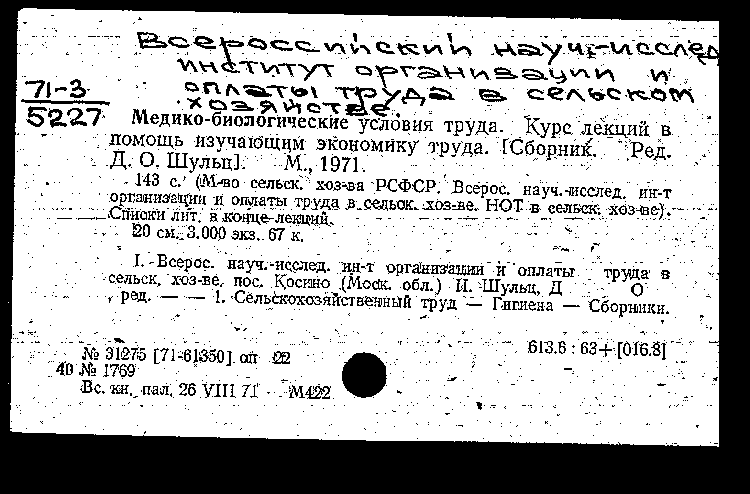 Всероссийский науч.-исслед
институт организации и
71-3 оплаты труда в сельском
хозяйстве.
5227 Медико-биологические условия труда. Курс лекций в
помощь изучающим экономику труда. [Сборник. Ред.
Д. О. Шульц]. М., 1971.
143 с. (М-во сельск. хоз-ва РСФСР. Всерос. науч.-исслед. ин-т
организации и оплаты труда в сельск. хоз-ве. НОТ в сельск. хоз-ве).
Списки лит. в конце лекций.
20 см. 3.000 экз. 67 к.
I. Всерос. науч.-исслед. ин-т организации и оплаты труда в
сельск. хоз-ве, пос. Косино (Моск. обл.) II. Шульц, Д О
ред. — — 1. Сельскохозяйственный труд — Гигиена — Сборники.
613.6 : 63+[016.8]
№ 31275 [71-61350] оп 22
40 № 1769
Вс. кн. пал. 26 VIII 71 М422